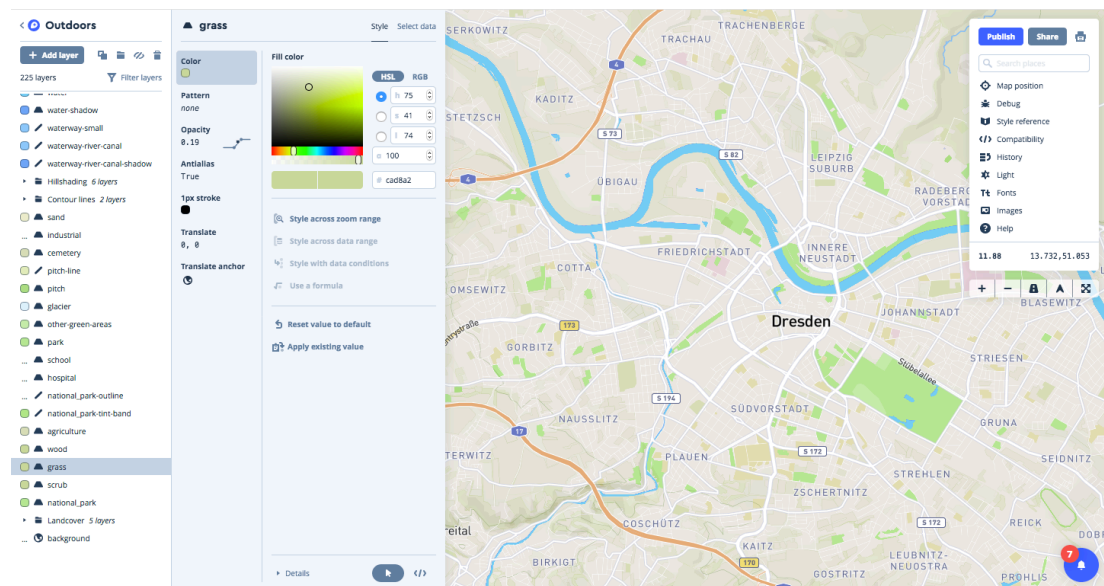 Outdoors
+ Add layer
225 layers
Filter layers
water
water-shadow
waterway-small
waterway-river-canal
waterway-river-canal-shadow
Hillshading 6 layers
Contour lines 2 layers
sand
... industrial
cemetery
pitch-line
pitch
glacier
other-green-areas
park
... school
... hospital
... national_park-outline
national_park-tint-band
agriculture
wood
grass
scrub
national_park
Landcover 5 layers
... background
grass
Style
Select data
Color
Pattern
none
Opacity
0.19
Antialias
True
1px stroke
Translate
0, 0
Translate anchor
Fill color
HSL
RGB
h 75
s 41
l 74
a 100
# cad8a2
Style across zoom range
Style across data range
Style with data conditions
Use a formula
Reset value to default
Apply existing value
Details
</>
SERKOWITZ
TRACHAU
TRACHENBERGE
4
KADITZ
STETZSCH
S 73
S 82
LEIPZIG
SUBURB
4
ÜBIGAU
RADEBERG
VORSTAD
FRIEDRICHSTADT
INNERE
NEUSTADT
COTTA
OMSEWITZ
BLASEWITZ
JOHANNSTADT
173
Dresden
GORBITZ
Stübelallee
STRIESEN
S 194
SÜDVORSTADT
NAUSSLITZ
GRUNA
17
S 172
TERWITZ
PLAUEN
SEIDNITZ
STREHLEN
ZSCHERTNITZ
COSCHÜTZ
S 172
REICK
eital
DOB
KAITZ
BIRKIGT
170
LEUBNITZ-
NEUOSTRA
GOSTRITZ
PROHLIS
Publish
Share
Search places
Map position
Debug
Style reference
</> Compatibility
History
Light
Tt Fonts
Images
? Help
11.88
13.732,51.853
+
−
7